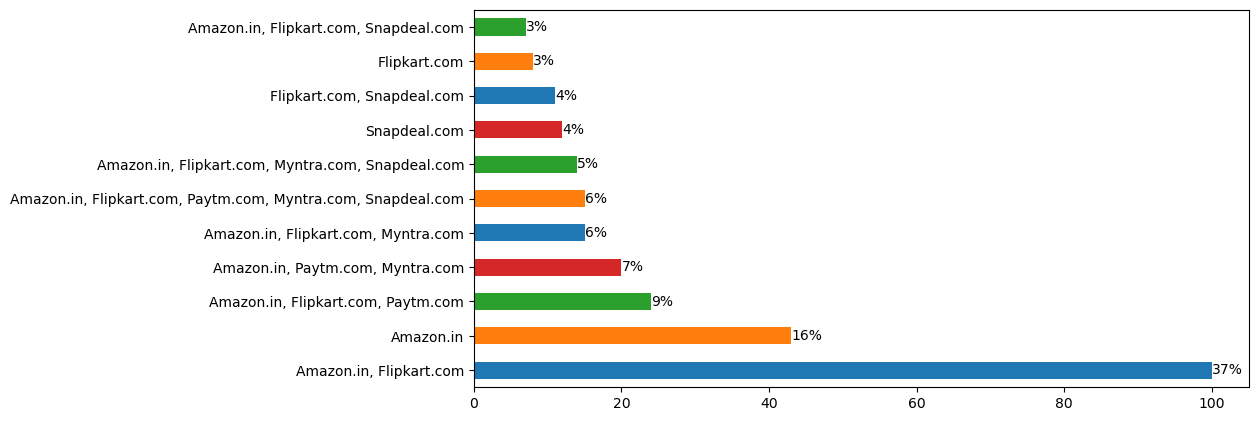 Amazon.in, Flipkart.com, Snapdeal.com 3%
Flipkart.com 3%
Flipkart.com, Snapdeal.com 4%
Snapdeal.com 4%
Amazon.in, Flipkart.com, Myntra.com, Snapdeal.com 5%
Amazon.in, Flipkart.com, Paytm.com, Myntra.com, Snapdeal.com 6%
Amazon.in, Flipkart.com, Myntra.com 6%
Amazon.in, Paytm.com, Myntra.com 7%
Amazon.in, Flipkart.com, Paytm.com 9%
Amazon.in 16%
Amazon.in, Flipkart.com 37%
0 20 40 60 80 100